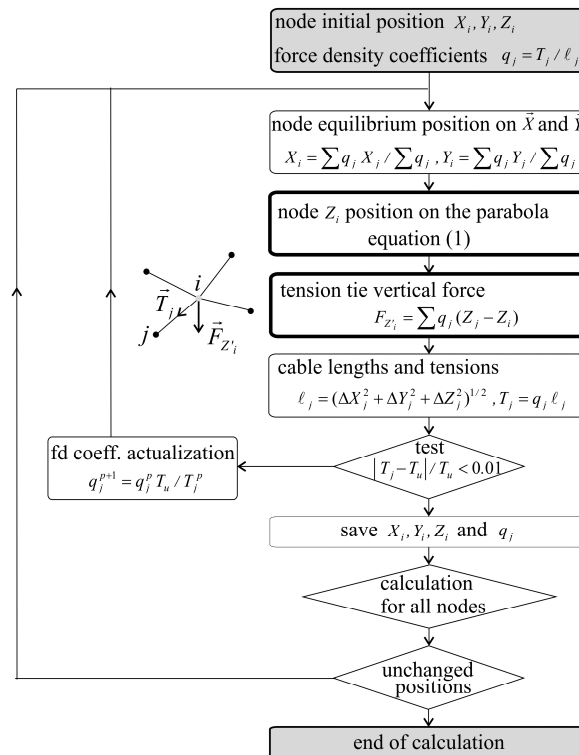 node initial position X_i, Y_i, Z_i
force density coefficients q_j = T_j / ℓ_j
node equilibrium position on X⃗ and Y⃗
X_i = ∑ q_j X_j / ∑ q_j , Y_i = ∑ q_j Y_j / ∑ q_j
node Z_i position on the parabola
equation (1)
tension tie vertical force
F_{Z'_i} = ∑ q_j (Z_j − Z_i)
i
T⃗_j
j
F⃗_{Z'_i}
cable lengths and tensions
ℓ_j = (ΔX_j^2 + ΔY_j^2 + ΔZ_j^2)^{1/2} , T_j = q_j ℓ_j
test
|T_j − T_u| / T_u < 0.01
fd coeff. actualization
q_j^{p+1} = q_j^p T_u / T_j^p
save X_i, Y_i, Z_i and q_j
calculation
for all nodes
unchanged
positions
end of calculation